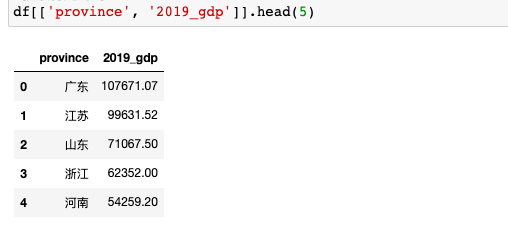 df[['province', '2019_gdp']].head(5)
province 2019_gdp
0 广东 107671.07
1 江苏 99631.52
2 山东 71067.50
3 浙江 62352.00
4 河南 54259.20